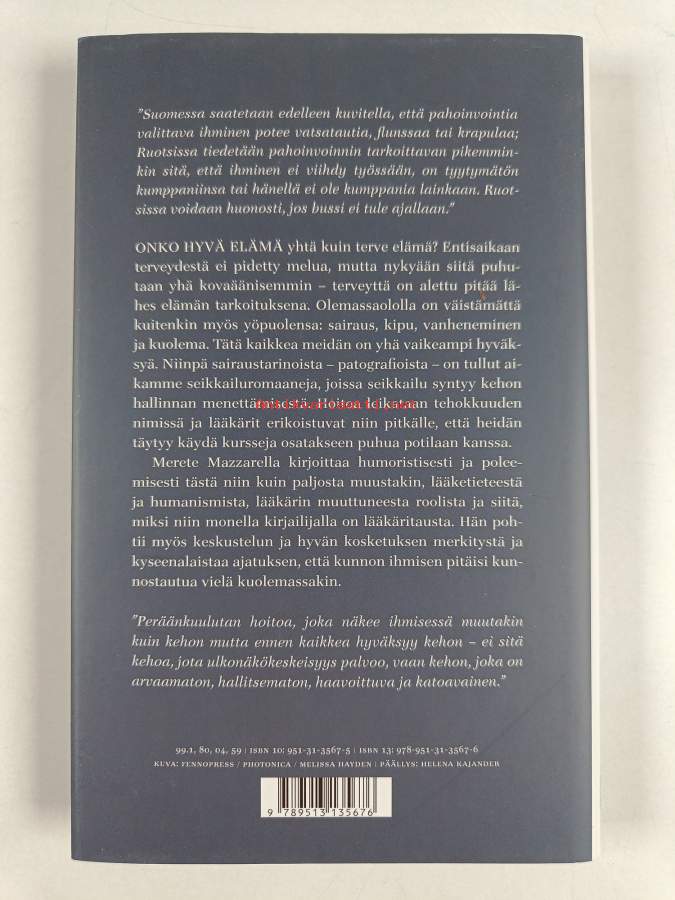 "Suomessa saatetaan edelleen kuvitella, että pahoinvointia
valittava ihminen potee vatsatautia, flunssaa tai krapulaa;
Ruotsissa tiedetään pahoinvoinnin tarkoittavan pikemmin-
kin sitä, että ihminen ei viihdy työssään, on tyytymätön
kumppaniinsa tai hänellä ei ole kumppania lainkaan. Ruot-
sissa voidaan huonosti, jos bussi ei tule ajallaan."
ONKO HYVÄ ELÄMÄ yhtä kuin terve elämä? Entisaikaan
terveydestä ei pidetty melua, mutta nykyään siitä puhu-
taan yhä kovaäänisemmin – terveyttä on alettu pitää lä-
hes elämän tarkoituksena. Olemassaololla on väistämättä
kuitenkin myös yöpuolensa: sairaus, kipu, vanheneminen
ja kuolema. Tätä kaikkea meidän on yhä vaikeampi hyväk-
syä. Niinpä sairaustarinoista – patografioista – on tullut ai-
kamme seikkailuromaaneja, joissa seikkailu syntyy kehon
hallinnan menettämisestä. Hoitoa leikataan tehokkuuden
nimissä ja lääkärit erikoistuvat niin pitkälle, että heidän
täytyy käydä kursseja osatakseen puhua potilaan kanssa.
Merete Mazzarella kirjoittaa humoristisesti ja polee-
misesti tästä niin kuin paljosta muustakin, lääketieteestä
ja humanismista, lääkärin muuttuneesta roolista ja siitä,
miksi niin monella kirjailijalla on lääkäritausta. Hän poh-
tii myös keskustelun ja hyvän kosketuksen merkitystä ja
kyseenalaistaa ajatuksen, että kunnon ihmisen pitäisi kun-
nostautua vielä kuolemassakin.
"Peräänkuulutan hoitoa, joka näkee ihmisessä muutakin
kuin kehon mutta ennen kaikkea hyväksyy kehon – ei sitä
kehoa, jota ulkonäkökeskeisyys palvoo, vaan kehon, joka on
arvaamaton, hallitsematon, haavoittuva ja katoavainen."
99.1, 80, 04, 59 | ISBN 10: 951-31-3567-5 | ISBN 13: 978-951-31-3567-6
KUVA: FENNOPRESS / PHOTONICA / MELISSA HAYDEN | PÄÄLLYS: HELENA KAJANDER
9 789513 135676